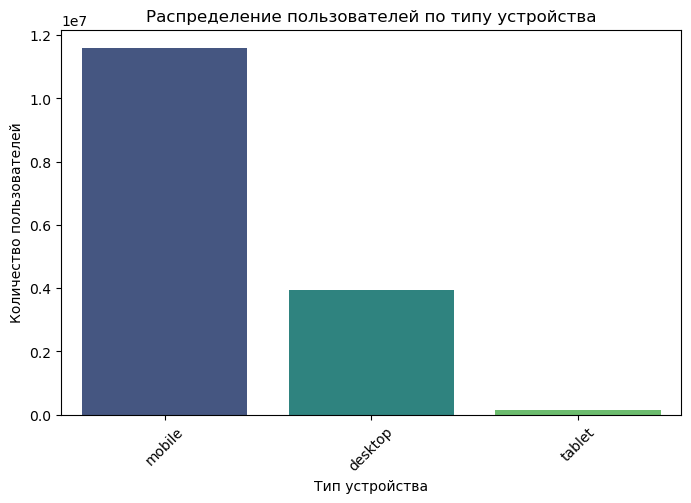 Распределение пользователей по типу устройства
1e7
1.2
1.0
0.8
0.6
0.4
0.2
0.0
Количество пользователей
mobile
desktop
tablet
Тип устройства